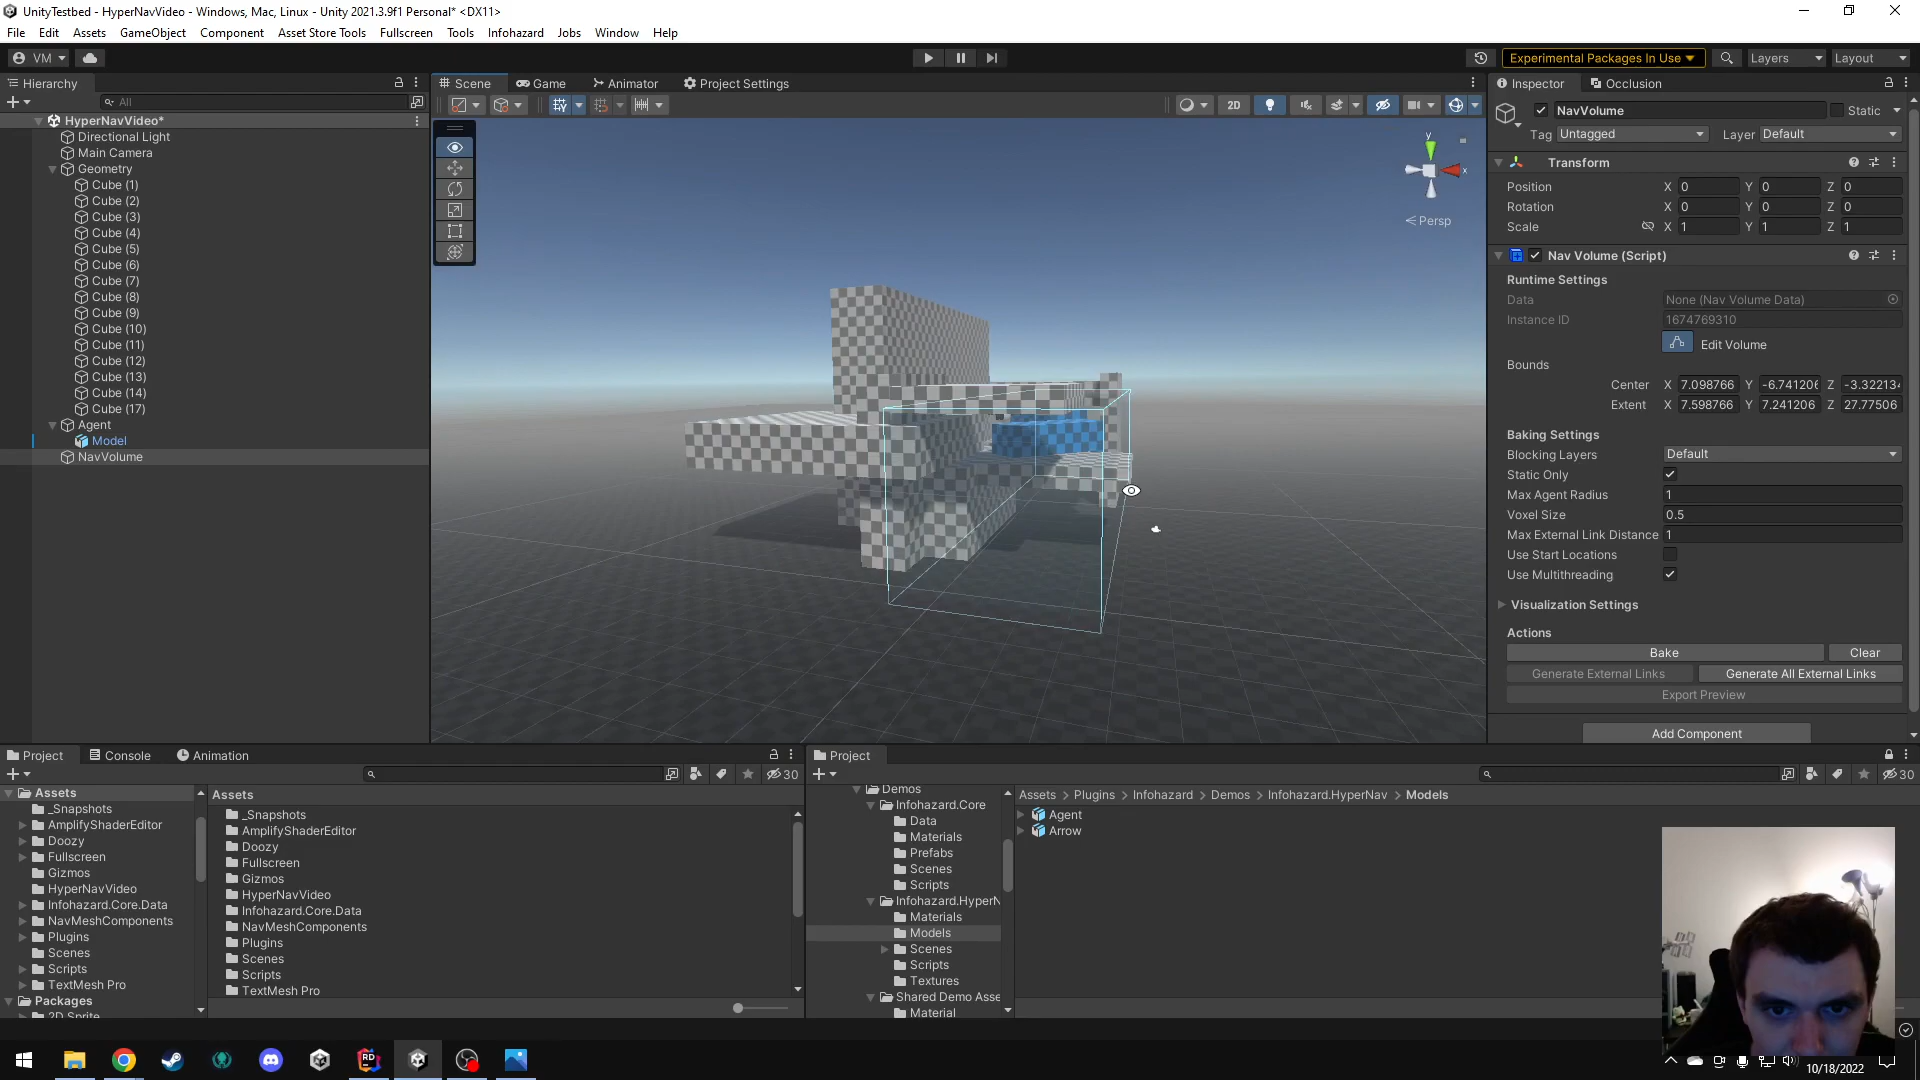 UnityTestbed - HyperNavVideo - Windows, Mac, Linux - Unity 2021.3.9f1 Personal* <DX11>
File Edit Assets GameObject Component Asset Store Tools Fullscreen Tools Infohazard Jobs Window Help
VM Experimental Packages In Use Layers Layout
Hierarchy
All
HyperNavVideo*
Directional Light
Main Camera
Geometry
Cube (1)
Cube (2)
Cube (3)
Cube (4)
Cube (5)
Cube (6)
Cube (7)
Cube (8)
Cube (9)
Cube (10)
Cube (11)
Cube (12)
Cube (13)
Cube (14)
Cube (17)
Agent
Model
NavVolume
Scene Game Animator Project Settings
2D
y
x
Persp
Inspector Occlusion
NavVolume Static
Tag Untagged Layer Default
Transform
Position X 0 Y 0 Z 0
Rotation X 0 Y 0 Z 0
Scale X 1 Y 1 Z 1
Nav Volume (Script)
Runtime Settings
Data None (Nav Volume Data)
Instance ID 1674769310
Edit Volume
Bounds
Center X 7.098766 Y -6.741206 Z -3.322134
Extent X 7.598766 Y 7.241206 Z 27.77506
Baking Settings
Blocking Layers Default
Static Only
Max Agent Radius 1
Voxel Size 0.5
Max External Link Distance 1
Use Start Locations
Use Multithreading
Visualization Settings
Actions
Bake Clear
Generate External Links Generate All External Links
Export Preview
Add Component
Project Console Animation
30
Assets
_Snapshots
AmplifyShaderEditor
Doozy
Fullscreen
Gizmos
HyperNavVideo
Infohazard.Core.Data
NavMeshComponents
Plugins
Scenes
Scripts
TextMesh Pro
Packages
2D Sprite
Assets
_Snapshots
AmplifyShaderEditor
Doozy
Fullscreen
Gizmos
HyperNavVideo
Infohazard.Core.Data
NavMeshComponents
Plugins
Scenes
Scripts
TextMesh Pro
Project
30
Demos
Infohazard.Core
Data
Materials
Prefabs
Scenes
Scripts
Infohazard.HyperN
Materials
Models
Scenes
Scripts
Textures
Shared Demo Asse
Material
Assets > Plugins > Infohazard > Demos > Infohazard.HyperNav > Models
Agent
Arrow
RD
10/18/2022